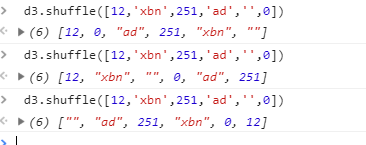 > d3.shuffle([12,'xbn',251,'ad','',0])
< ▶ (6) [12, 0, "ad", 251, "xbn", ""]
> d3.shuffle([12,'xbn',251,'ad','',0])
< ▶ (6) [12, "xbn", "", 0, "ad", 251]
> d3.shuffle([12,'xbn',251,'ad','',0])
< ▶ (6) ["", "ad", 251, "xbn", 0, 12]
>